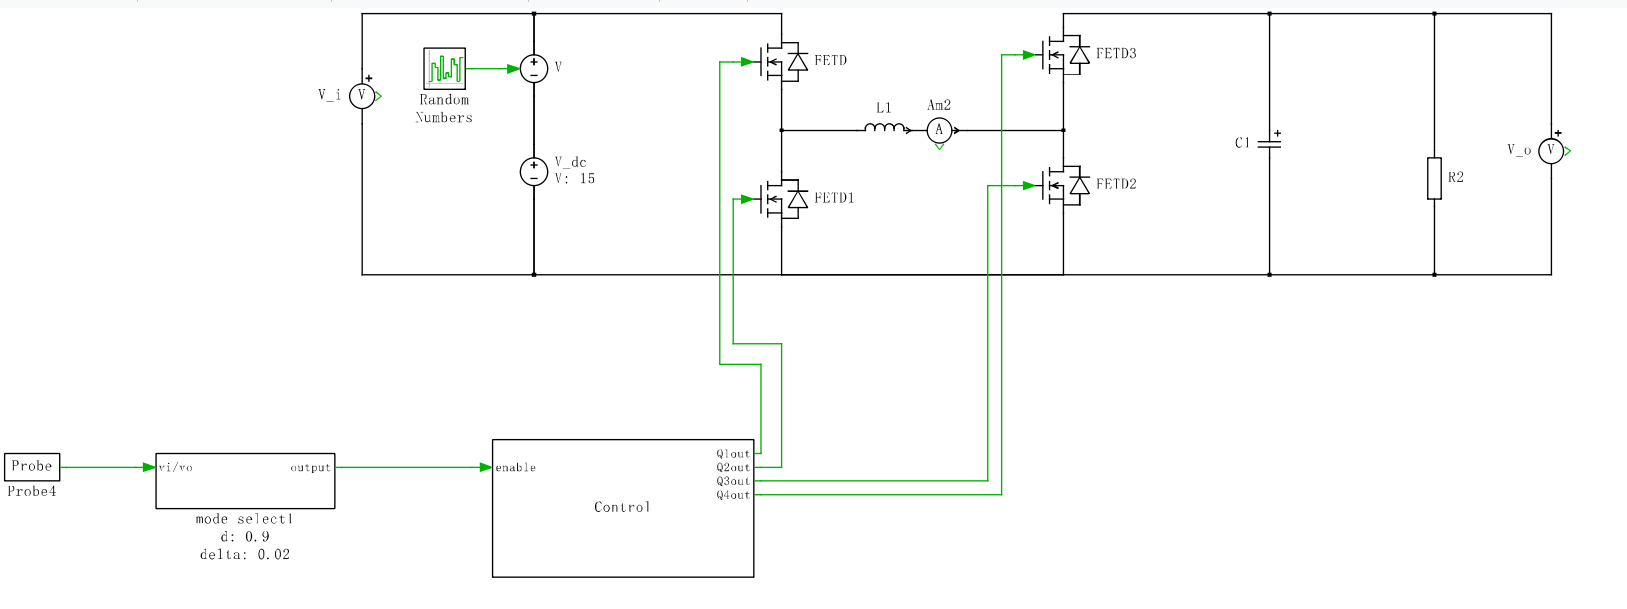 V_i
V
Random
Numbers
V
V_dc
V: 15
FETD
FETD1
L1
Am2
A
FETD3
FETD2
C1
R2
V_o
V
Probe
Probe4
vi/vo
output
mode select1
d: 0.9
delta: 0.02
enable
Control
Q1out
Q2out
Q3out
Q4out